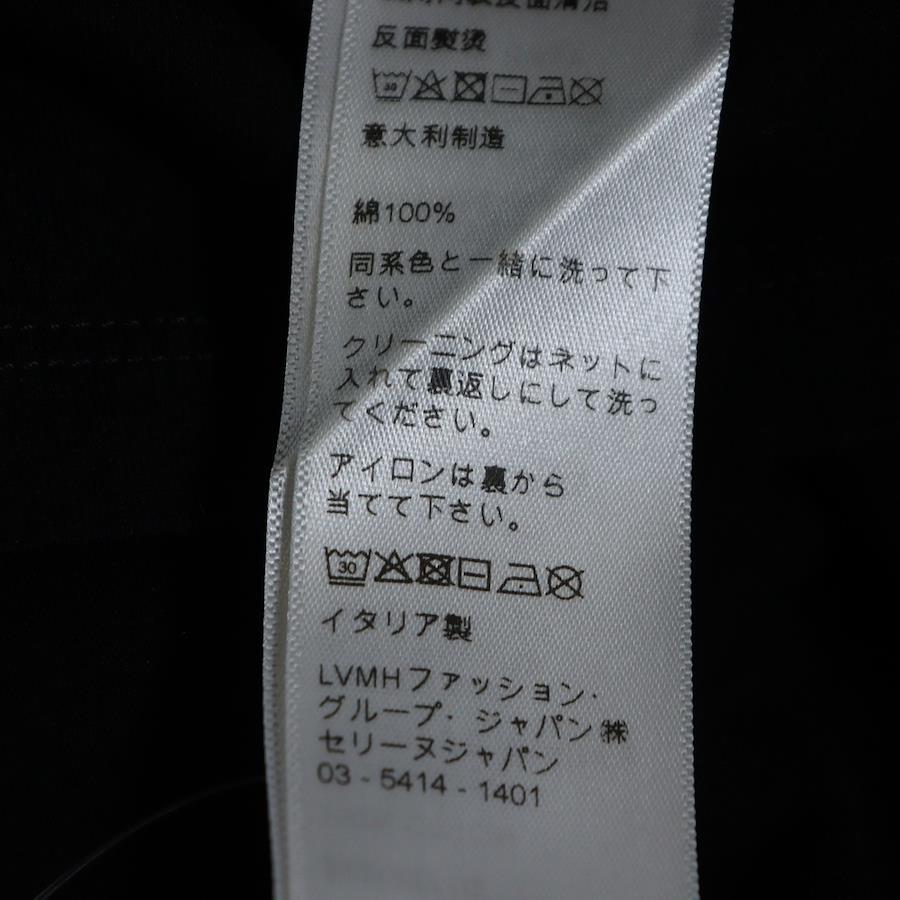 反面熨烫
30
意大利制造
綿100%
同系色と一緒に洗って下
さい。
クリーニングはネットに
入れて裏返しにして洗っ
てください。
アイロンは裏から
当てて下さい。
30
イタリア製
LVMHファッション・
グループ・ジャパン㈱
セリーヌジャパン
03 - 5414 - 1401